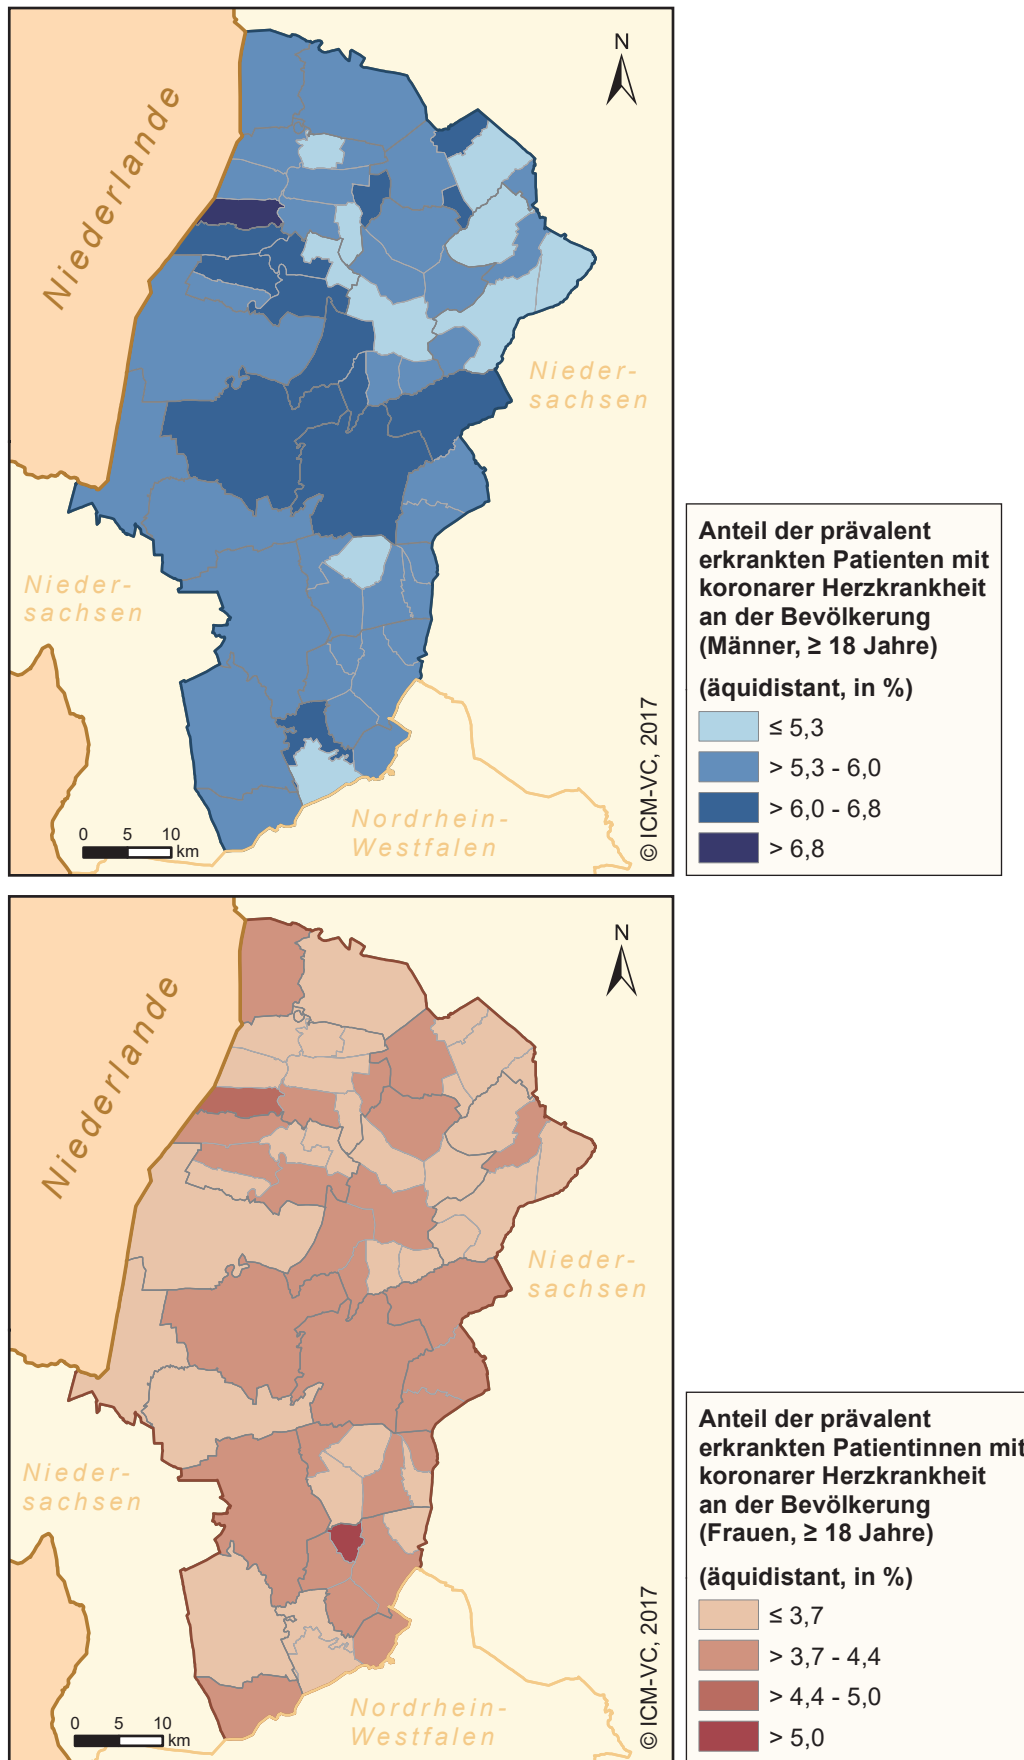 N
Niederlande
Nieder-
sachsen
Nieder-
sachsen
Nordrhein-
Westfalen
0 5 10
km
© ICM-VC, 2017
Anteil der prävalent
erkrankten Patienten mit
koronarer Herzkrankheit
an der Bevölkerung
(Männer, ≥ 18 Jahre)
(äquidistant, in %)
≤ 5,3
> 5,3 - 6,0
> 6,0 - 6,8
> 6,8
N
Niederlande
Nieder-
sachsen
Nieder-
sachsen
Nordrhein-
Westfalen
0 5 10
km
© ICM-VC, 2017
Anteil der prävalent
erkrankten Patientinnen mit
koronarer Herzkrankheit
an der Bevölkerung
(Frauen, ≥ 18 Jahre)
(äquidistant, in %)
≤ 3,7
> 3,7 - 4,4
> 4,4 - 5,0
> 5,0